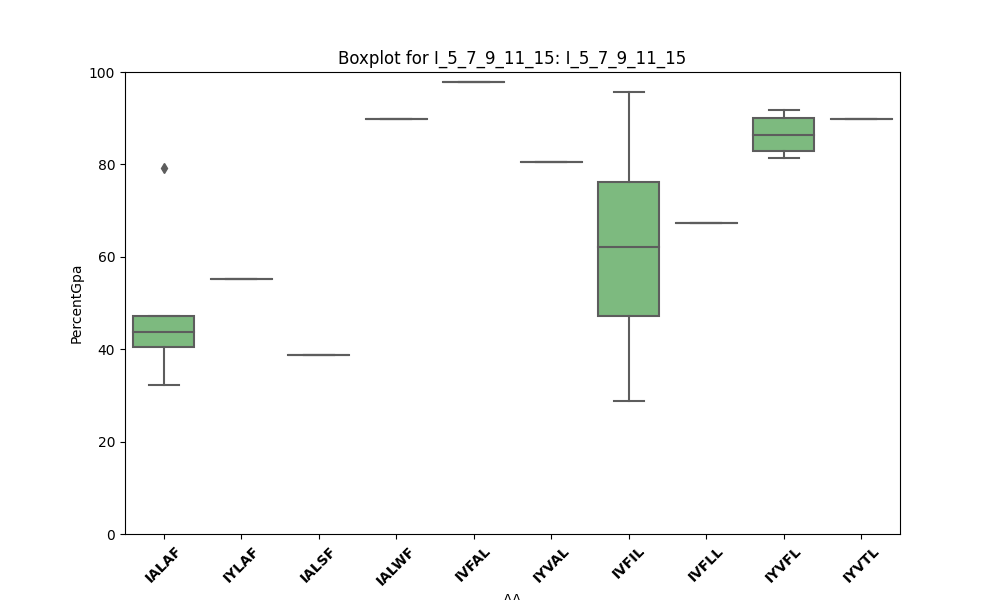 Boxplot for I_5_7_9_11_15: I_5_7_9_11_15
100
80
60
40
20
0
PercentGpa
IALAF
IYLAF
IALSF
IALWF
IVFAL
IYVAL
IVFIL
IVFLL
IYVFL
IYVTL